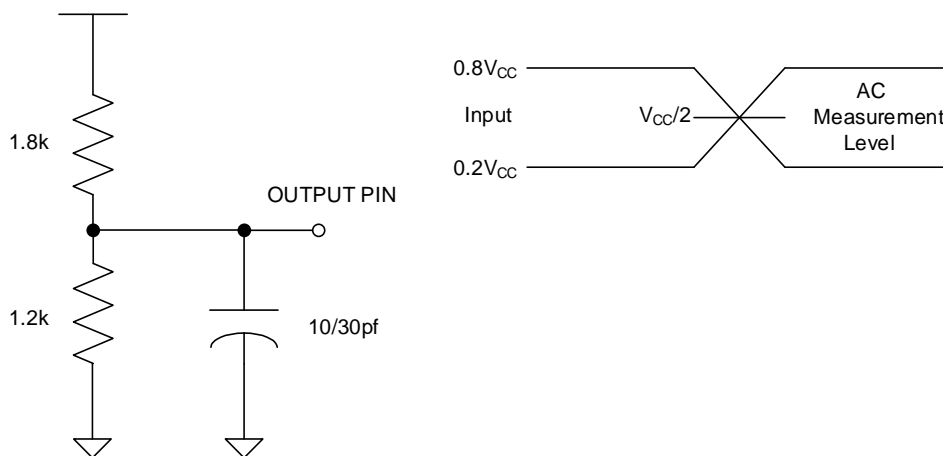 1.8k
1.2k
OUTPUT PIN
10/30pf
0.8VCC
Input
0.2VCC
VCC/2
AC
Measurement
Level